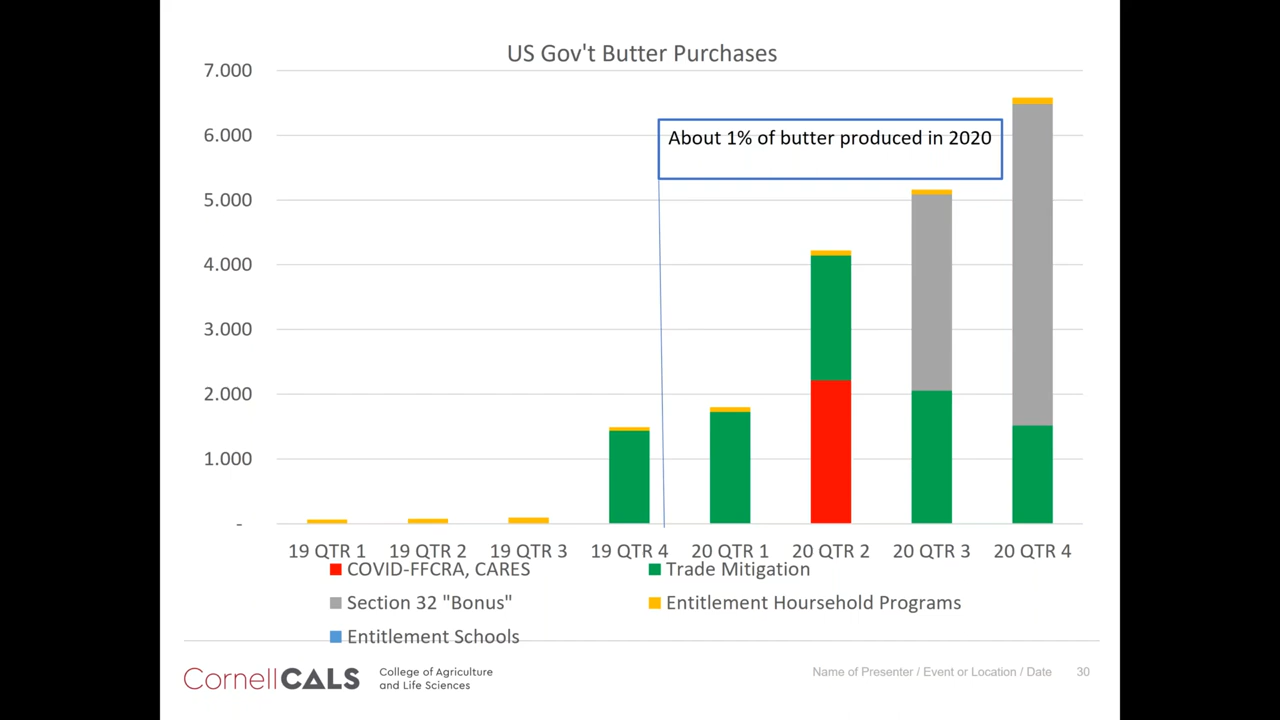 US Gov't Butter Purchases
7.000
6.000
5.000
4.000
3.000
2.000
1.000
-
About 1% of butter produced in 2020
19 QTR 1 19 QTR 2 19 QTR 3 19 QTR 4 20 QTR 1 20 QTR 2 20 QTR 3 20 QTR 4
COVID-FFCRA, CARES Trade Mitigation
Section 32 "Bonus" Entitlement Hoursehold Programs
Entitlement Schools
CornellCALS
College of Agriculture
and Life Sciences
Name of Presenter / Event or Location / Date 30